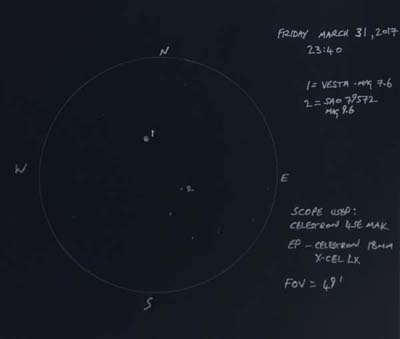 FRIDAY MARCH 31, 2017
23:40
N
1 = VESTA - MAG 7.6
2 = SAO 79572
MAG 9.6
1
W
2
E
SCOPE USED:
CELESTRON 4SE MAK
EP - CELESTRON 18MM
X-CEL LX
FOV = 49'
S